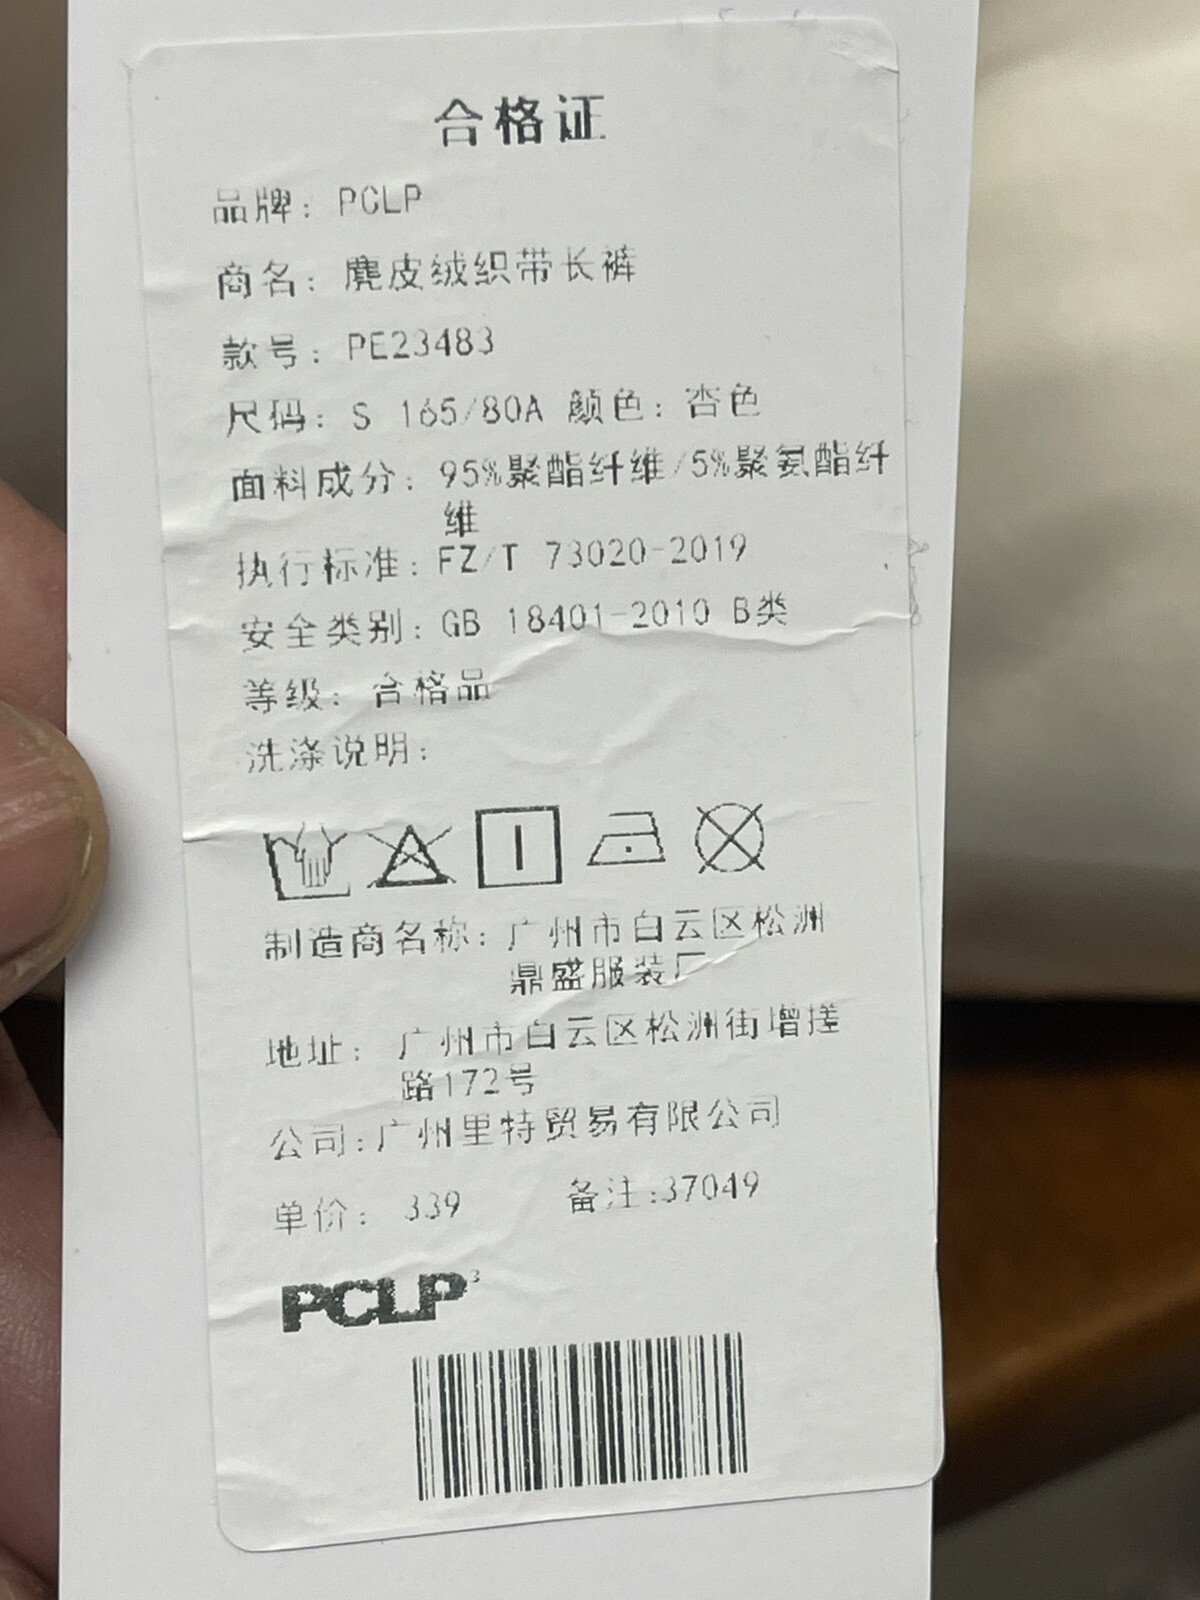 合格证
品牌: PCLP
商名: 麂皮绒织带长裤
款号: PE23483
尺码: S 165/80A 颜色: 杏色
面料成分: 95%聚酯纤维/5%聚氨酯纤
维
执行标准: FZ/T 73020-2019
安全类别: GB 18401-2010 B类
等级: 合格品
洗涤说明:
制造商名称: 广州市白云区松洲
鼎盛服装厂
地址: 广州市白云区松洲街增搓
路172号
公司:广州里特贸易有限公司
单价: 339 备注:37049
PCLP³